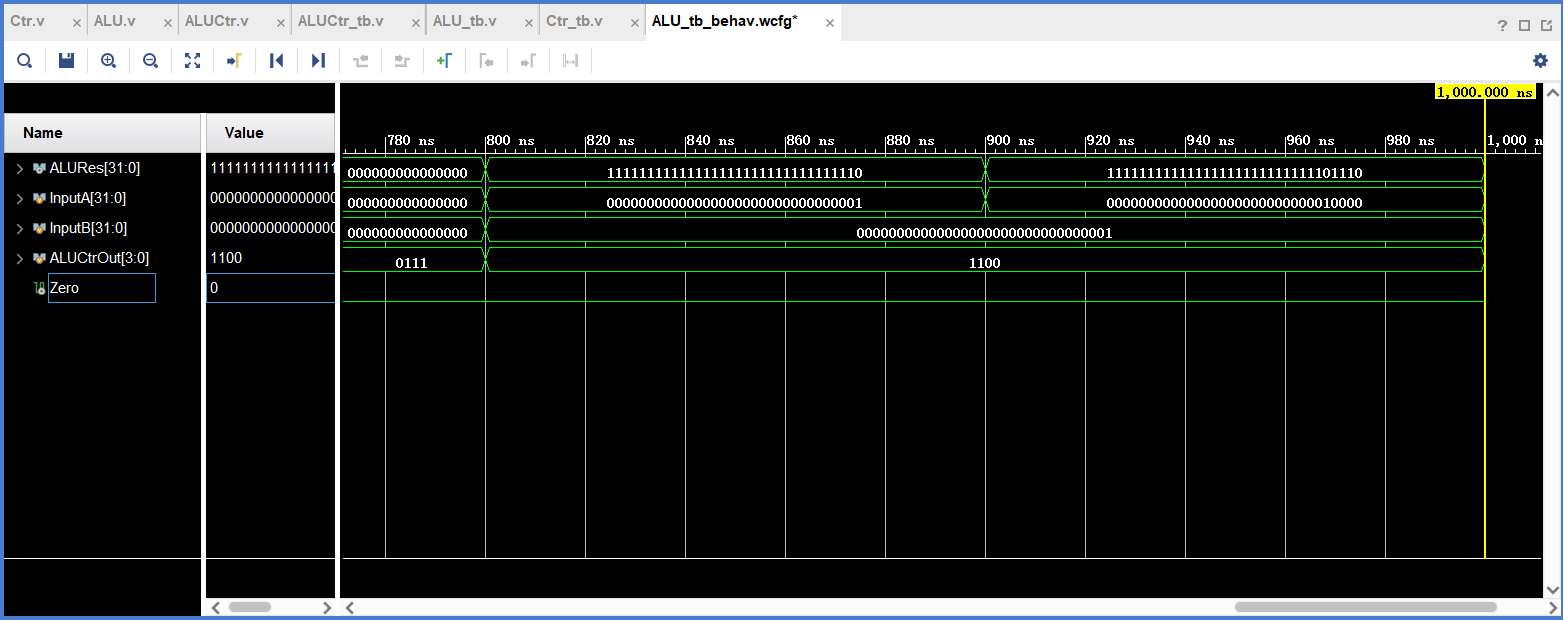 Ctr.v × ALU.v × ALUCtr.v × ALUCtr_tb.v × ALU_tb.v × Ctr_tb.v × ALU_tb_behav.wcfg* × ?
1,000.000 ns
Name Value 780 ns 800 ns 820 ns 840 ns 860 ns 880 ns 900 ns 920 ns 940 ns 960 ns 980 ns 1,000 n
ALURes[31:0] 1111111111111111 000000000000000 11111111111111111111111111111110 11111111111111111111111111101110
InputA[31:0] 0000000000000000 000000000000000 00000000000000000000000000000001 00000000000000000000000000010000
InputB[31:0] 0000000000000000 000000000000000 00000000000000000000000000000001
ALUCtrOut[3:0] 1100 0111 1100
Zero 0